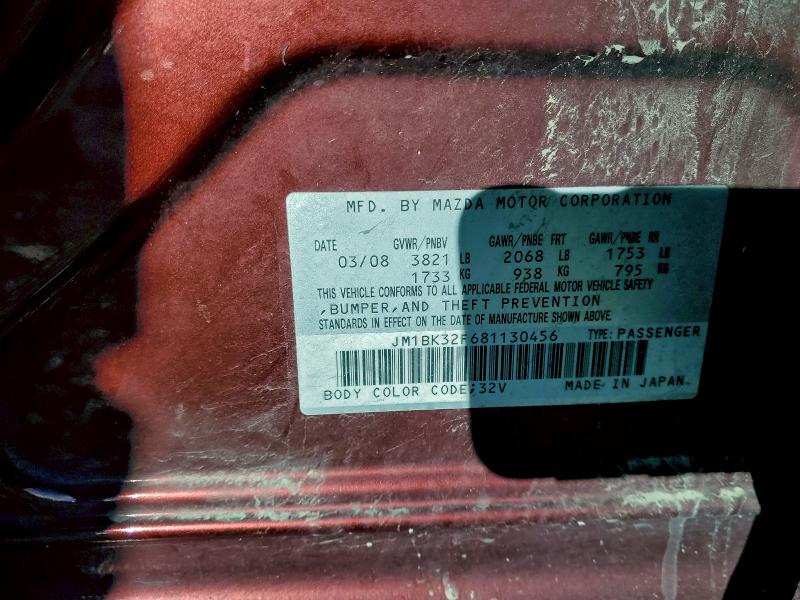 MFD. BY MAZDA MOTOR CORPORATION
DATE GVWR/PNBV GAWR/PNBE FRT GAWR/PNBE RR
03/08 3821 LB 2068 LB 1753 LB
1733 KG 938 KG 795 KG
THIS VEHICLE CONFORMS TO ALL APPLICABLE FEDERAL MOTOR VEHICLE SAFETY
,BUMPER,AND THEFT PREVENTION
STANDARDS IN EFFECT ON THE DATE OF MANUFACTURE SHOWN ABOVE.
JM1BK32F681130456 TYPE: PASSENGER
BODY COLOR CODE;32V MADE IN JAPAN